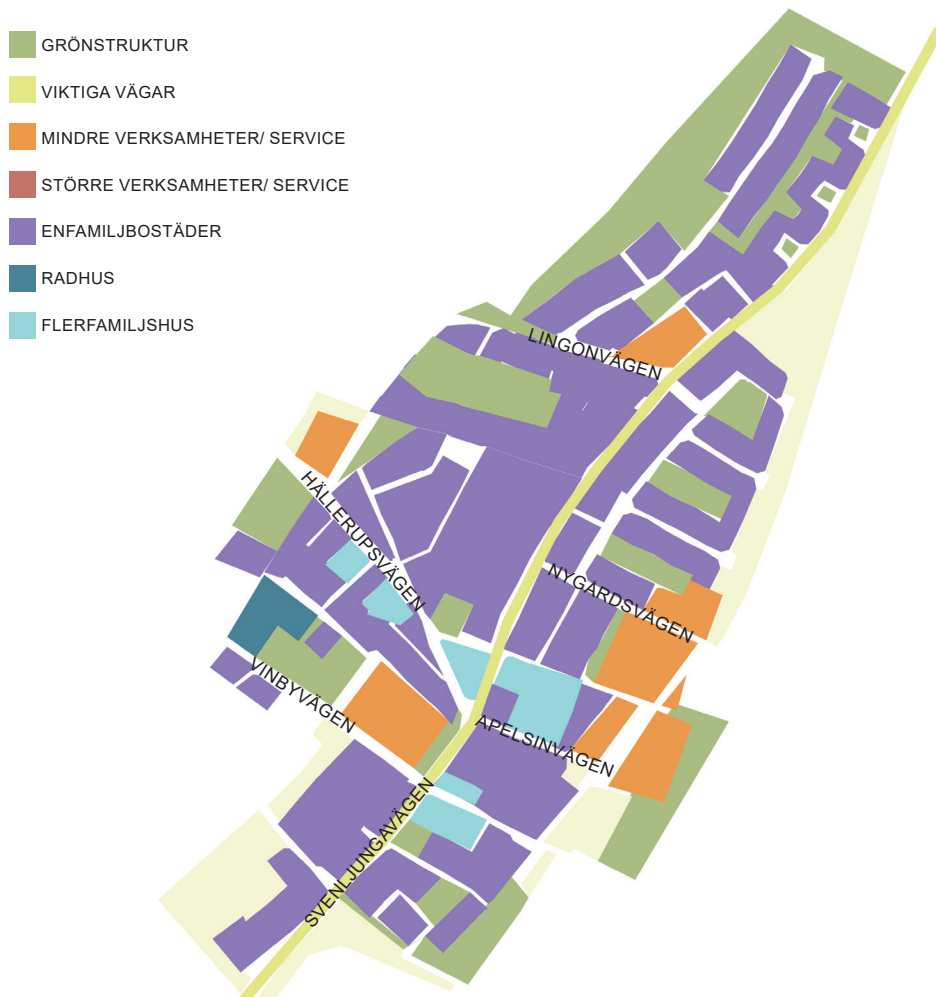 GRÖNSTRUKTUR
VIKTIGA VÄGAR
MINDRE VERKSAMHETER/ SERVICE
STÖRRE VERKSAMHETER/ SERVICE
ENFAMILJBOSTÄDER
RADHUS
FLERFAMILJSHUS
LINGONVÄGEN
HÄLLERUPSVÄGEN
NYGÅRDSVÄGEN
VINBYVÄGEN
APELSINVÄGEN
SVENLJUNGAVÄGEN